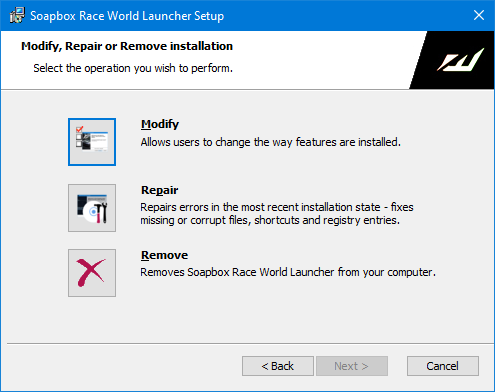 Soapbox Race World Launcher Setup
Modify, Repair or Remove installation
Select the operation you wish to perform.
Modify
Allows users to change the way features are installed.
Repair
Repairs errors in the most recent installation state - fixes
missing or corrupt files, shortcuts and registry entries.
Remove
Removes Soapbox Race World Launcher from your computer.
< Back
Next >
Cancel